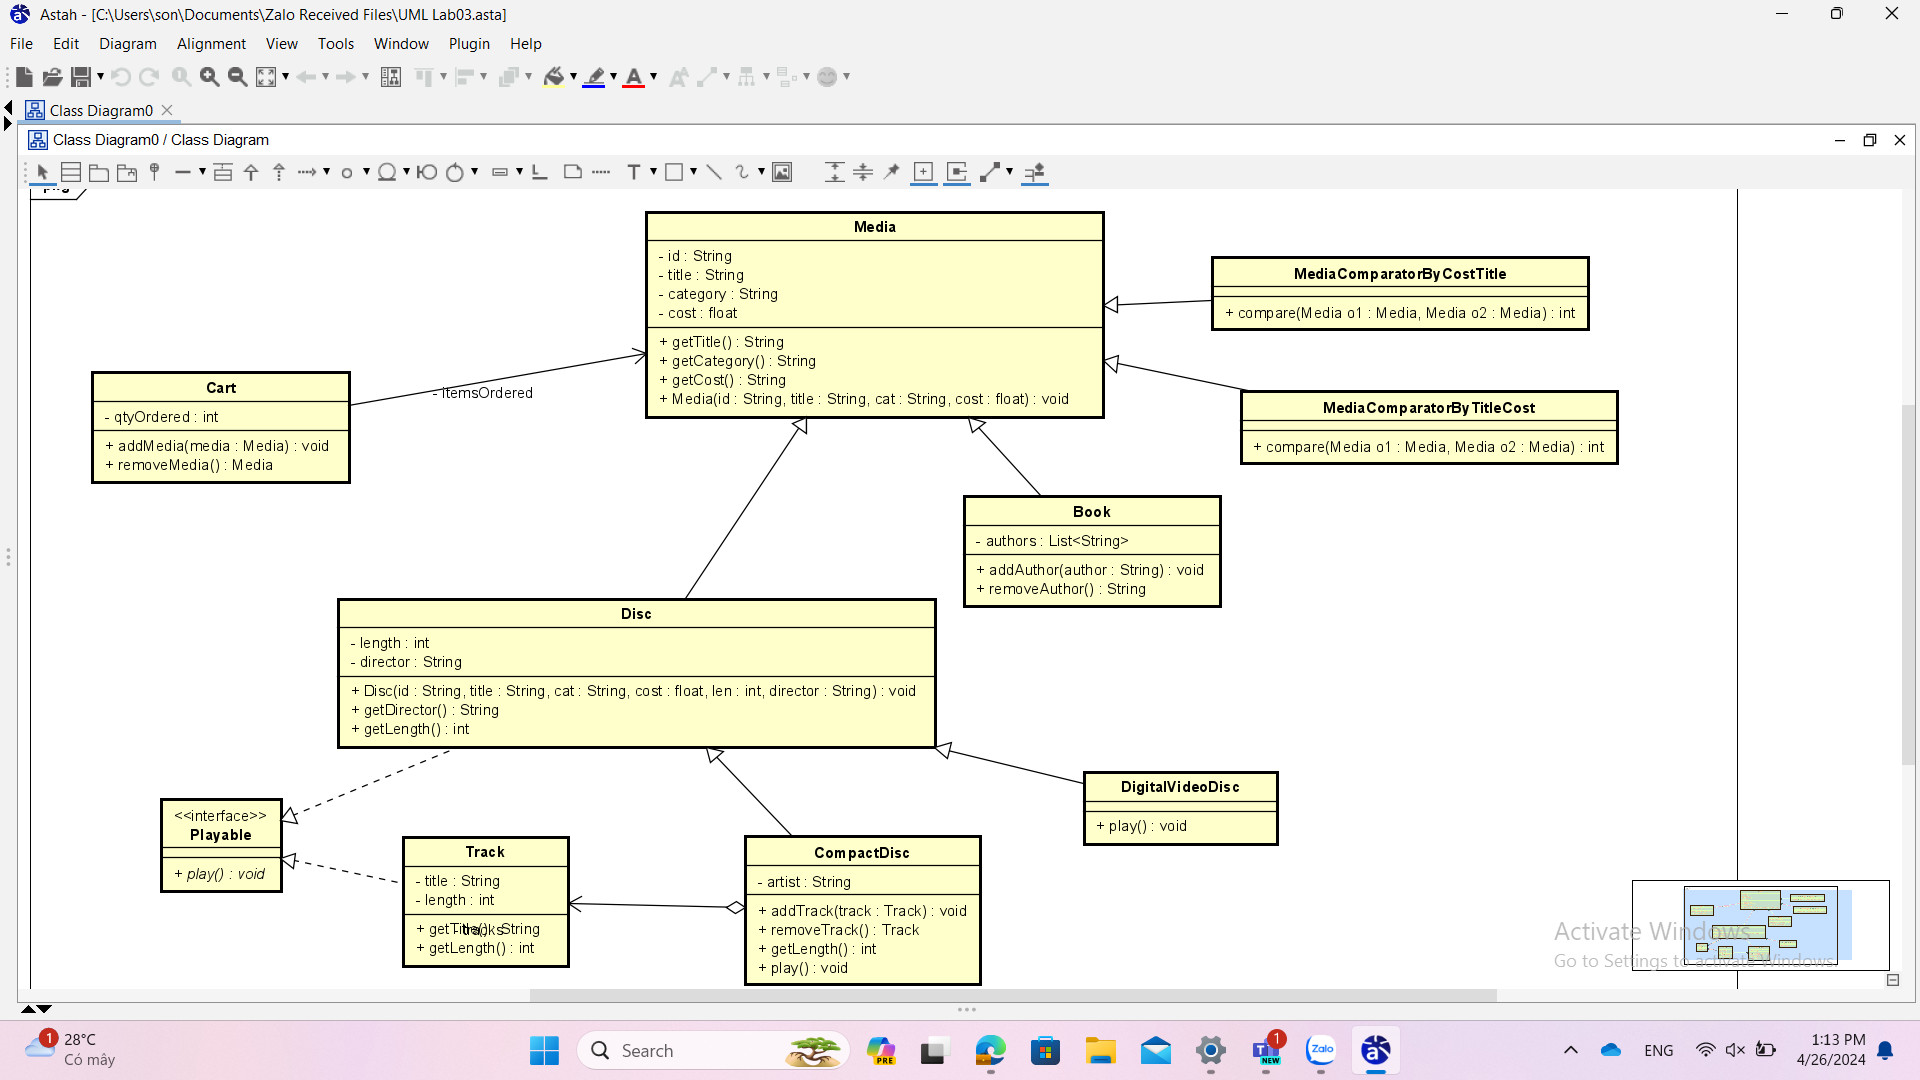 Astah - [C:\Users\son\Documents\Zalo Received Files\UML Lab03.asta]
File Edit Diagram Alignment View Tools Window Plugin Help
Class Diagram0
Class Diagram0 / Class Diagram
Media
- id : String
- title : String
- category : String
- cost : float
+ getTitle() : String
+ getCategory() : String
+ getCost() : String
+ Media(id : String, title : String, cat : String, cost : float) : void
MediaComparatorByCostTitle
+ compare(Media o1 : Media, Media o2 : Media) : int
Cart
- qtyOrdered : int
+ addMedia(media : Media) : void
+ removeMedia() : Media
- itemsOrdered
MediaComparatorByTitleCost
+ compare(Media o1 : Media, Media o2 : Media) : int
Book
- authors : List<String>
+ addAuthor(author : String) : void
+ removeAuthor() : String
Disc
- length : int
- director : String
+ Disc(id : String, title : String, cat : String, cost : float, len : int, director : String) : void
+ getDirector() : String
+ getLength() : int
DigitalVideoDisc
+ play() : void
<<interface>>
Playable
+ play() : void
Track
- title : String
- length : int
+ getTitle() : String
- tracks
+ getLength() : int
CompactDisc
- artist : String
+ addTrack(track : Track) : void
+ removeTrack() : Track
+ getLength() : int
+ play() : void
Activate Windows
Go to Settings to activate Windows.
1
28°C
Có mây
Search
PRE
1
NEW
Zalo
ENG
1:13 PM
4/26/2024